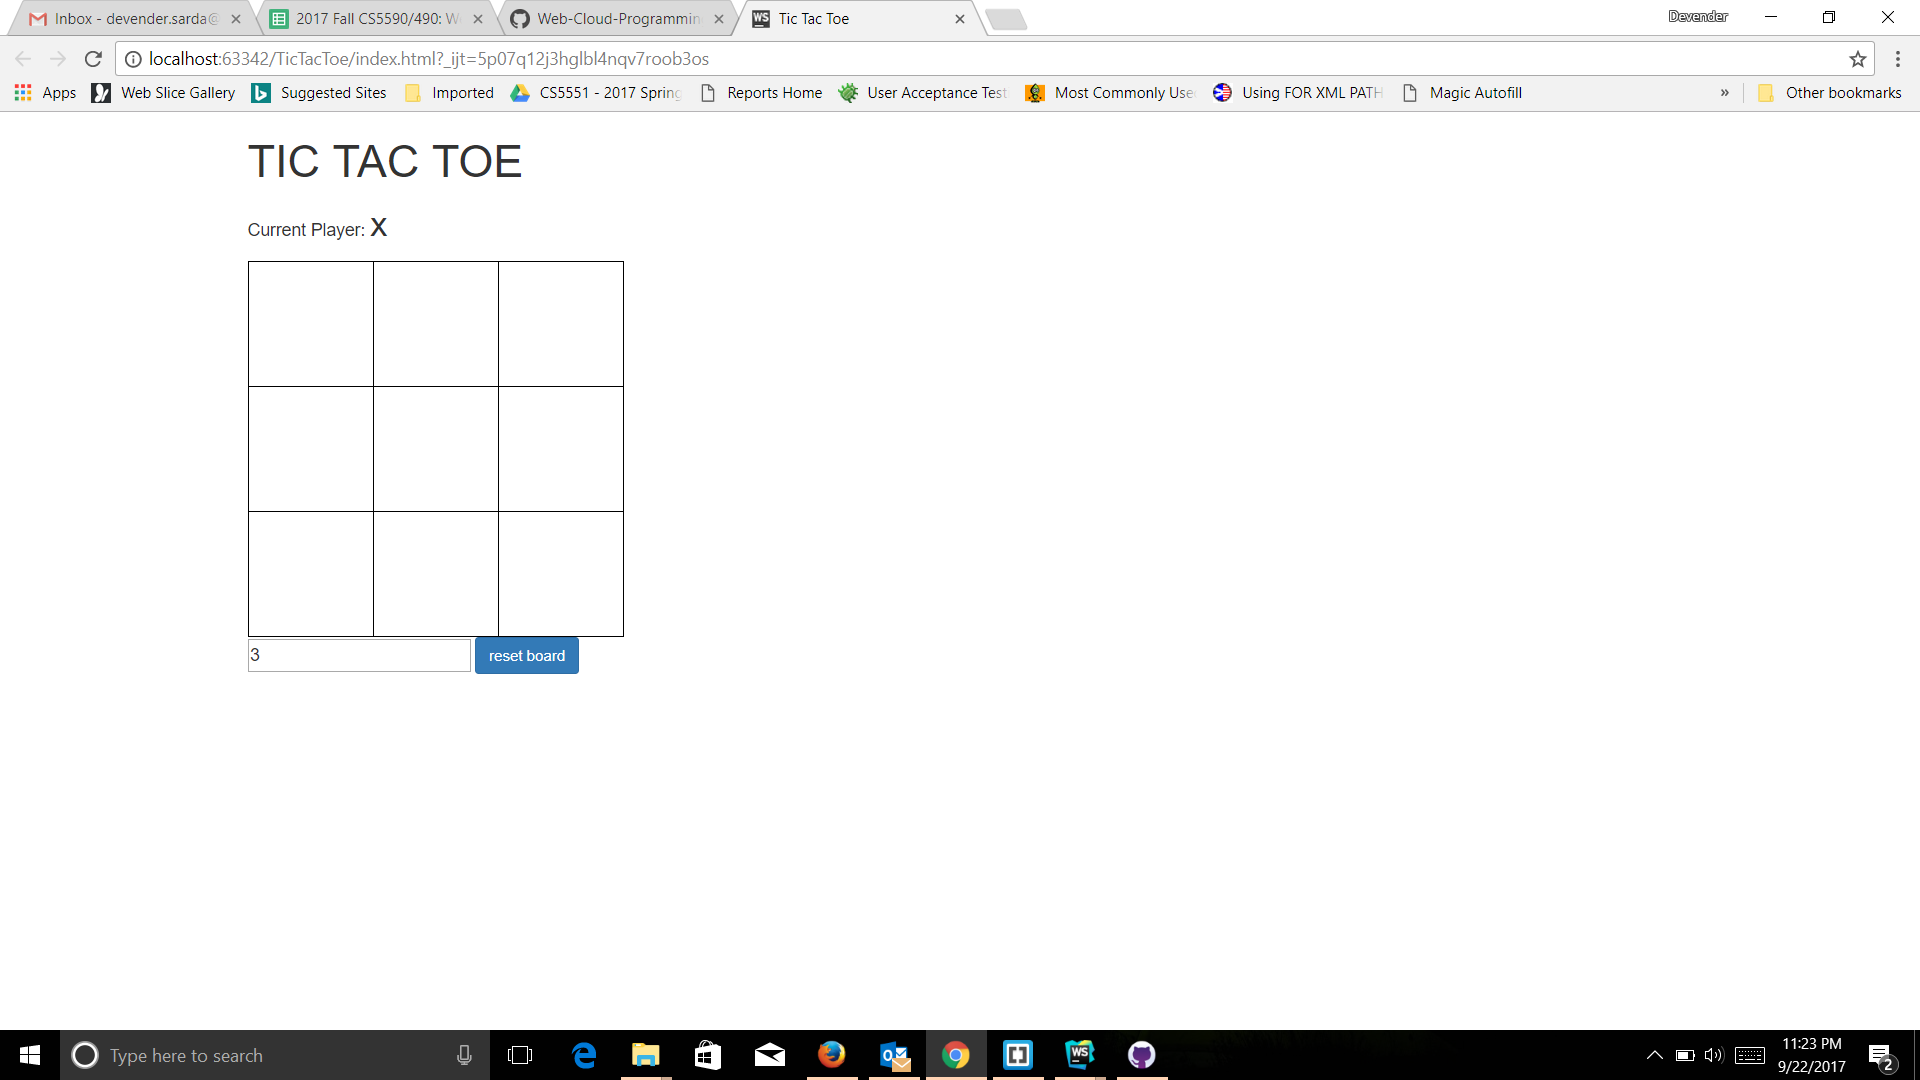 Inbox - devender.sarda@
2017 Fall CS5590/490: W
Web-Cloud-Programmin
WS Tic Tac Toe
Devender
localhost:63342/TicTacToe/index.html?_ijt=5p07q12j3hglbl4nqv7roob3os
Apps
Web Slice Gallery
Suggested Sites
Imported
CS5551 - 2017 Spring
Reports Home
User Acceptance Test
Most Commonly Use
Using FOR XML PATH
Magic Autofill
»
Other bookmarks
TIC TAC TOE
Current Player: X
3
reset board
Type here to search
WS
11:23 PM
9/22/2017
2